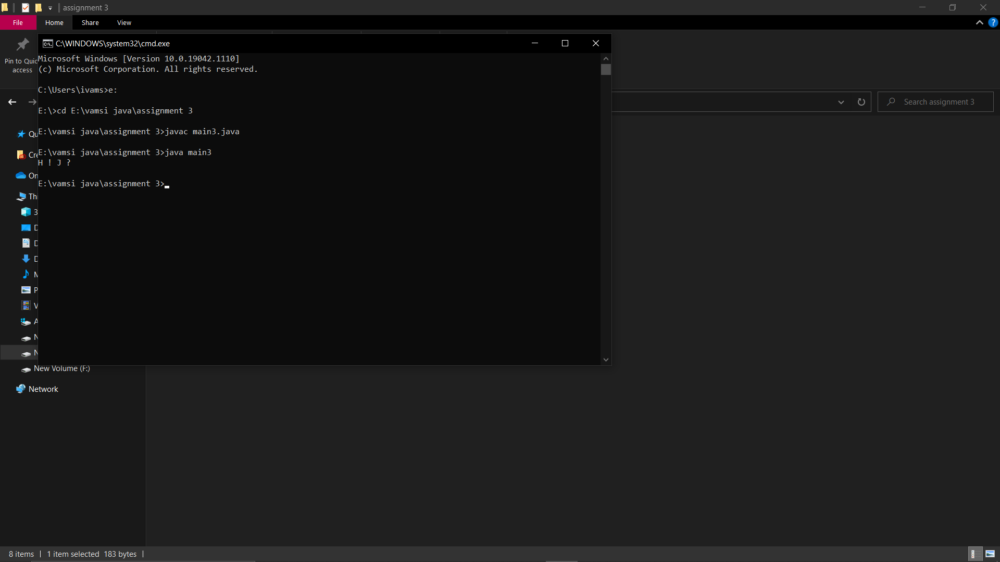 assignment 3
File Home Share View
Pin to Quic
access
C:\WINDOWS\system32\cmd.exe
Microsoft Windows [Version 10.0.19042.1110]
(c) Microsoft Corporation. All rights reserved.
C:\Users\ivams>e:
E:\>cd E:\vamsi java\assignment 3
E:\vamsi java\assignment 3>javac main3.java
E:\vamsi java\assignment 3>java main3
H ! J ?
E:\vamsi java\assignment 3>
Search assignment 3
Qu
Cre
On
Thi
3
D
D
D
M
P
V
A
N
N
New Volume (F:)
Network
8 items 1 item selected 183 bytes